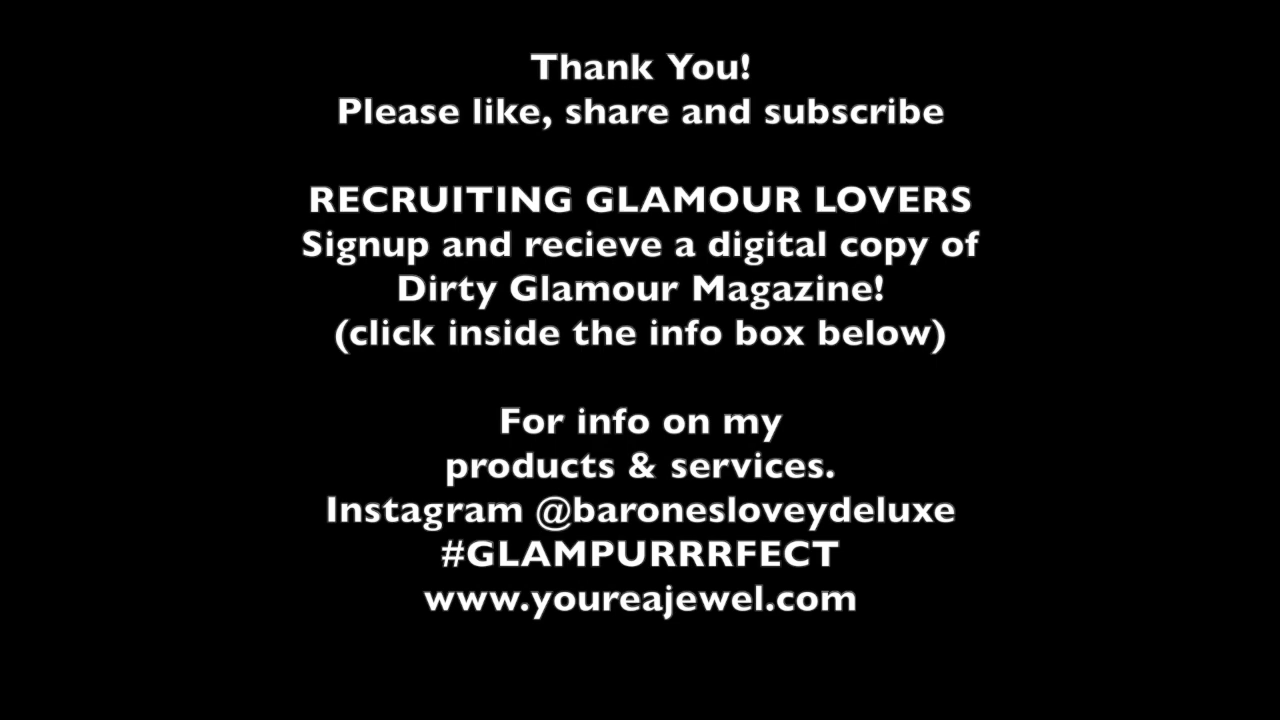 Thank You!
Please like, share and subscribe
RECRUITING GLAMOUR LOVERS
Signup and recieve a digital copy of
Dirty Glamour Magazine!
(click inside the info box below)
For info on my
products & services.
Instagram @baronesloveydeluxe
#GLAMPURRRFECT
www.youreajewel.com